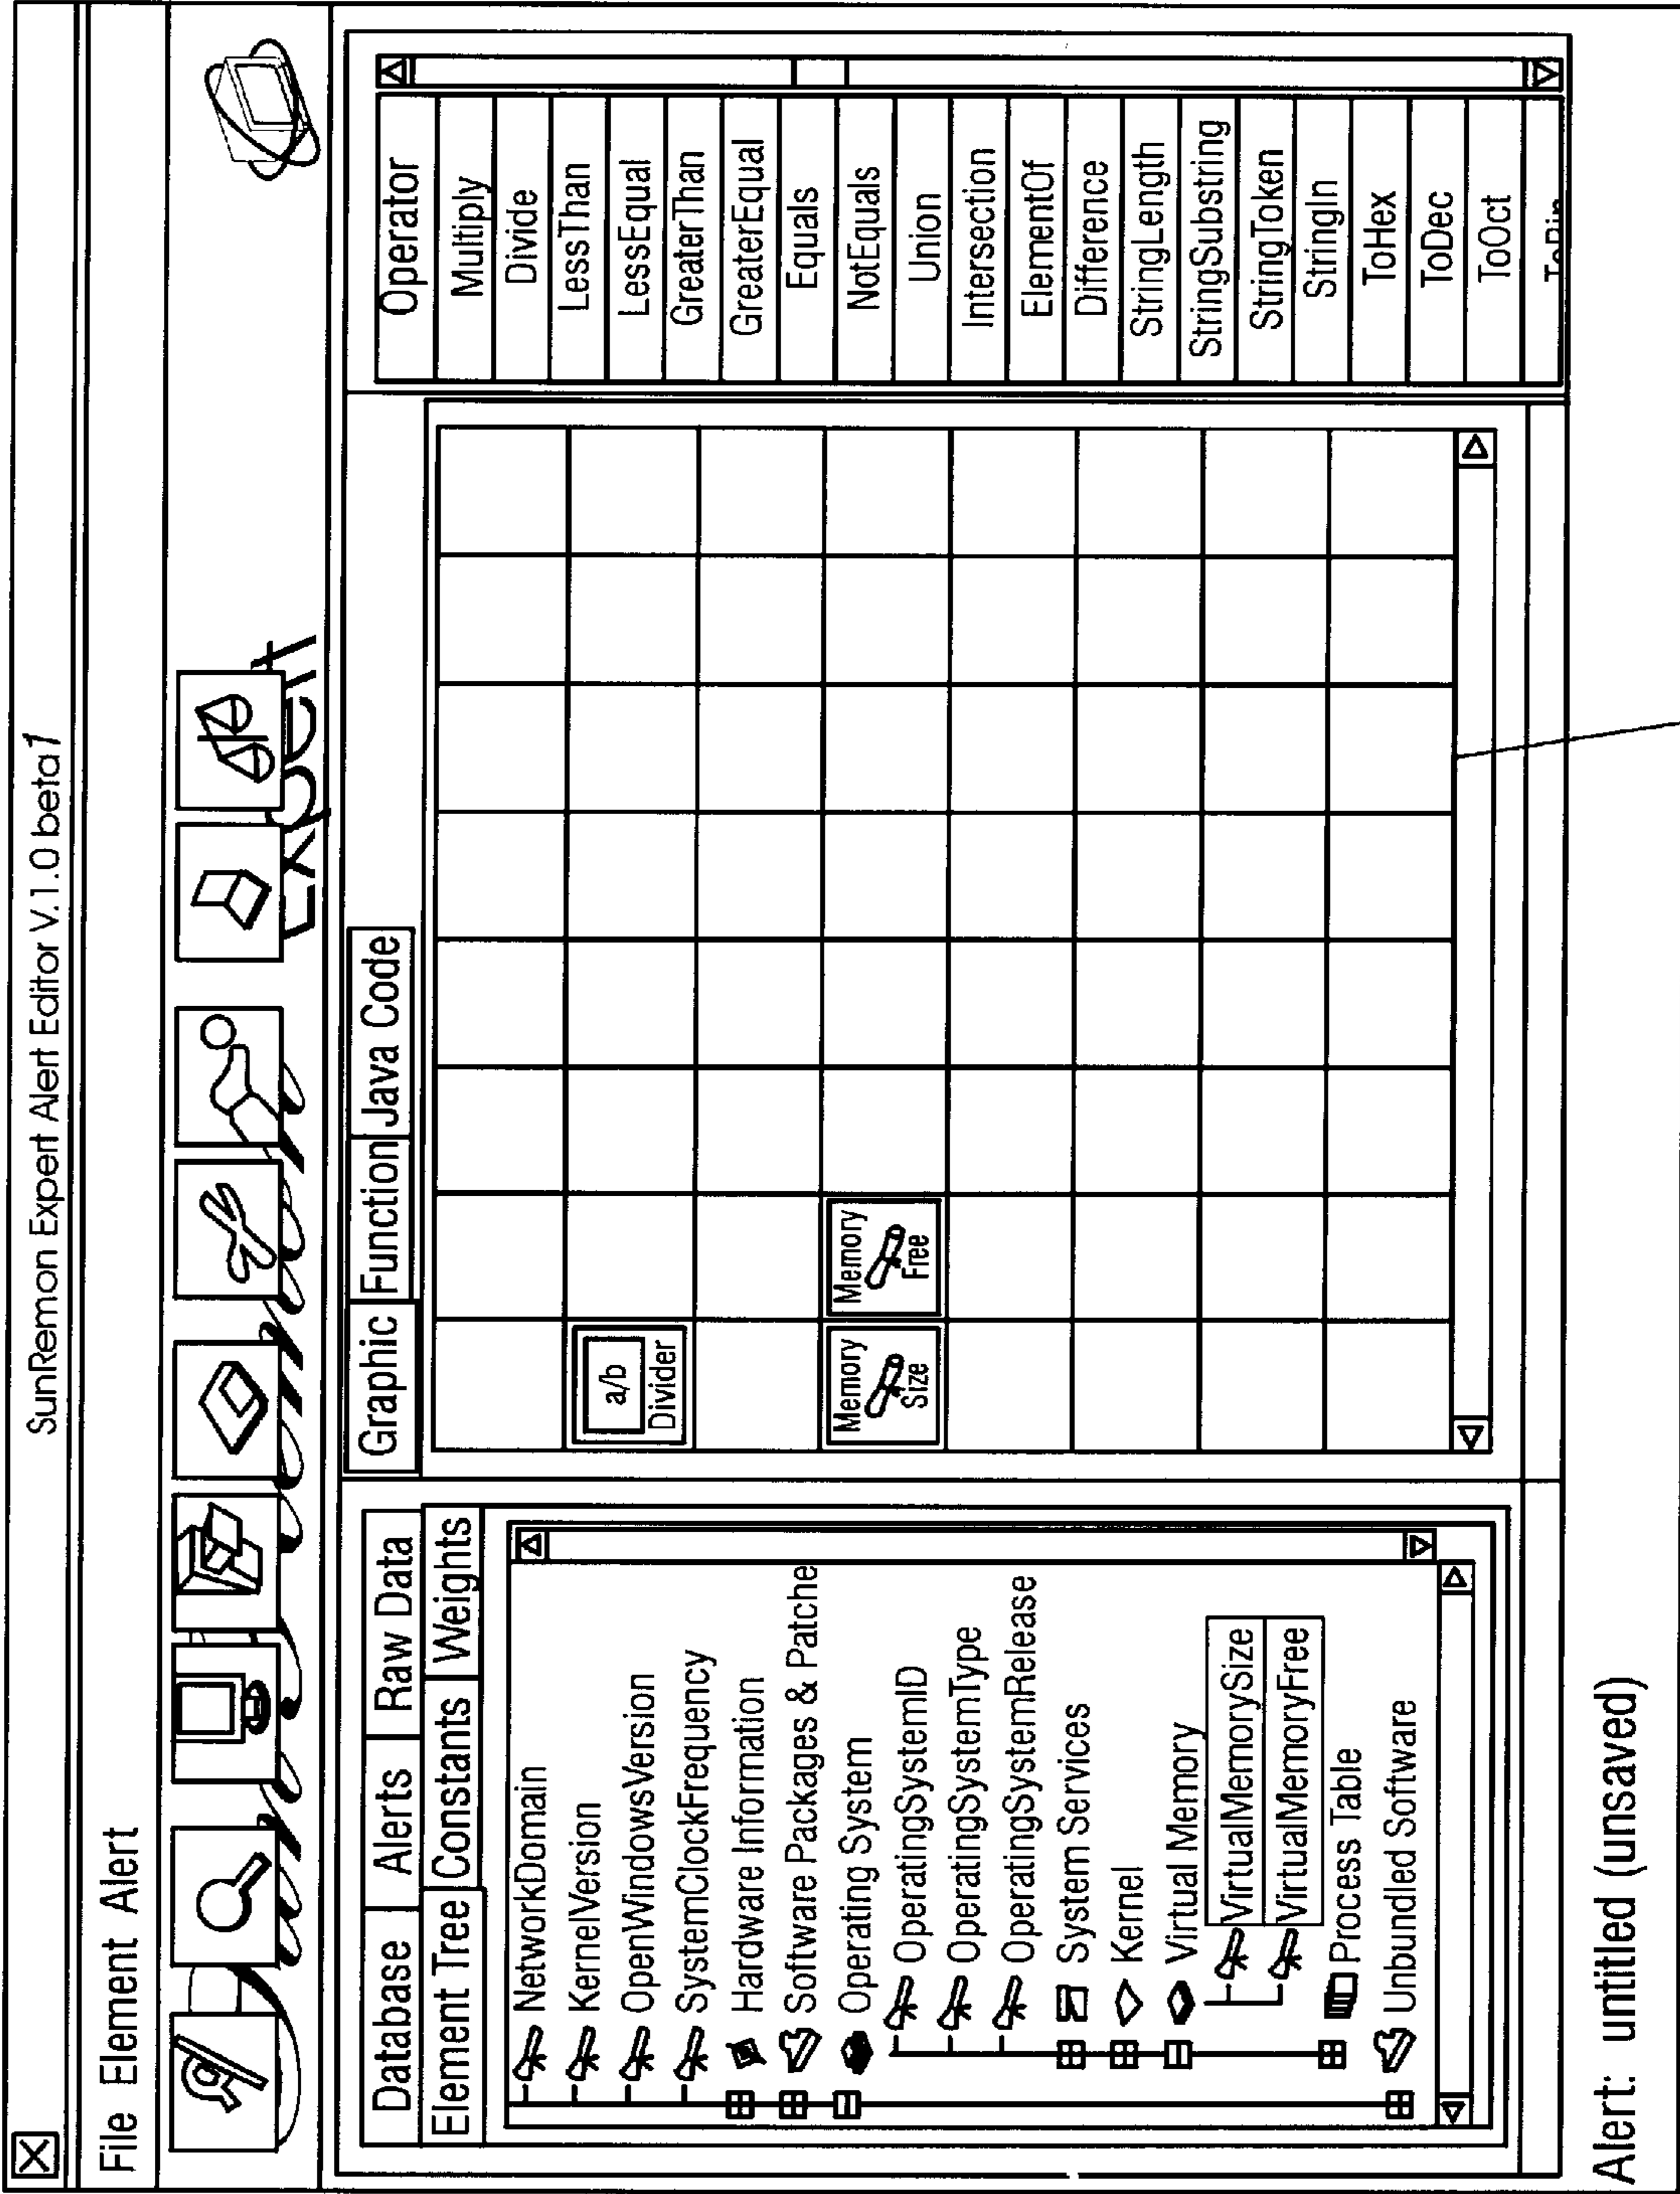 SunRemon Expert Alert Editor V.1.0 beta1
File Element Alert
Expert
Database Alerts Raw Data
Element Tree Constants Weights
NetworkDomain
KernelVersion
OpenWindowsVersion
SystemClockFrequency
Hardware Information
Software Packages & Patche
Operating System
OperatingSystemID
OperatingSystemType
OperatingSystemRelease
System Services
Kernel
Virtual Memory
VirtualMemorySize
VirtualMemoryFree
Process Table
Unbundled Software
Graphic Function Java Code
a/b
Divider
Memory
Size
Memory
Free
Operator
Multiply
Divide
LessThan
LessEqual
GreaterThan
GreaterEqual
Equals
NotEquals
Union
Intersection
ElementOf
Difference
StringLength
StringSubstring
StringToken
StringIn
ToHex
ToDec
ToOct
ToBin
Alert: untitled (unsaved)